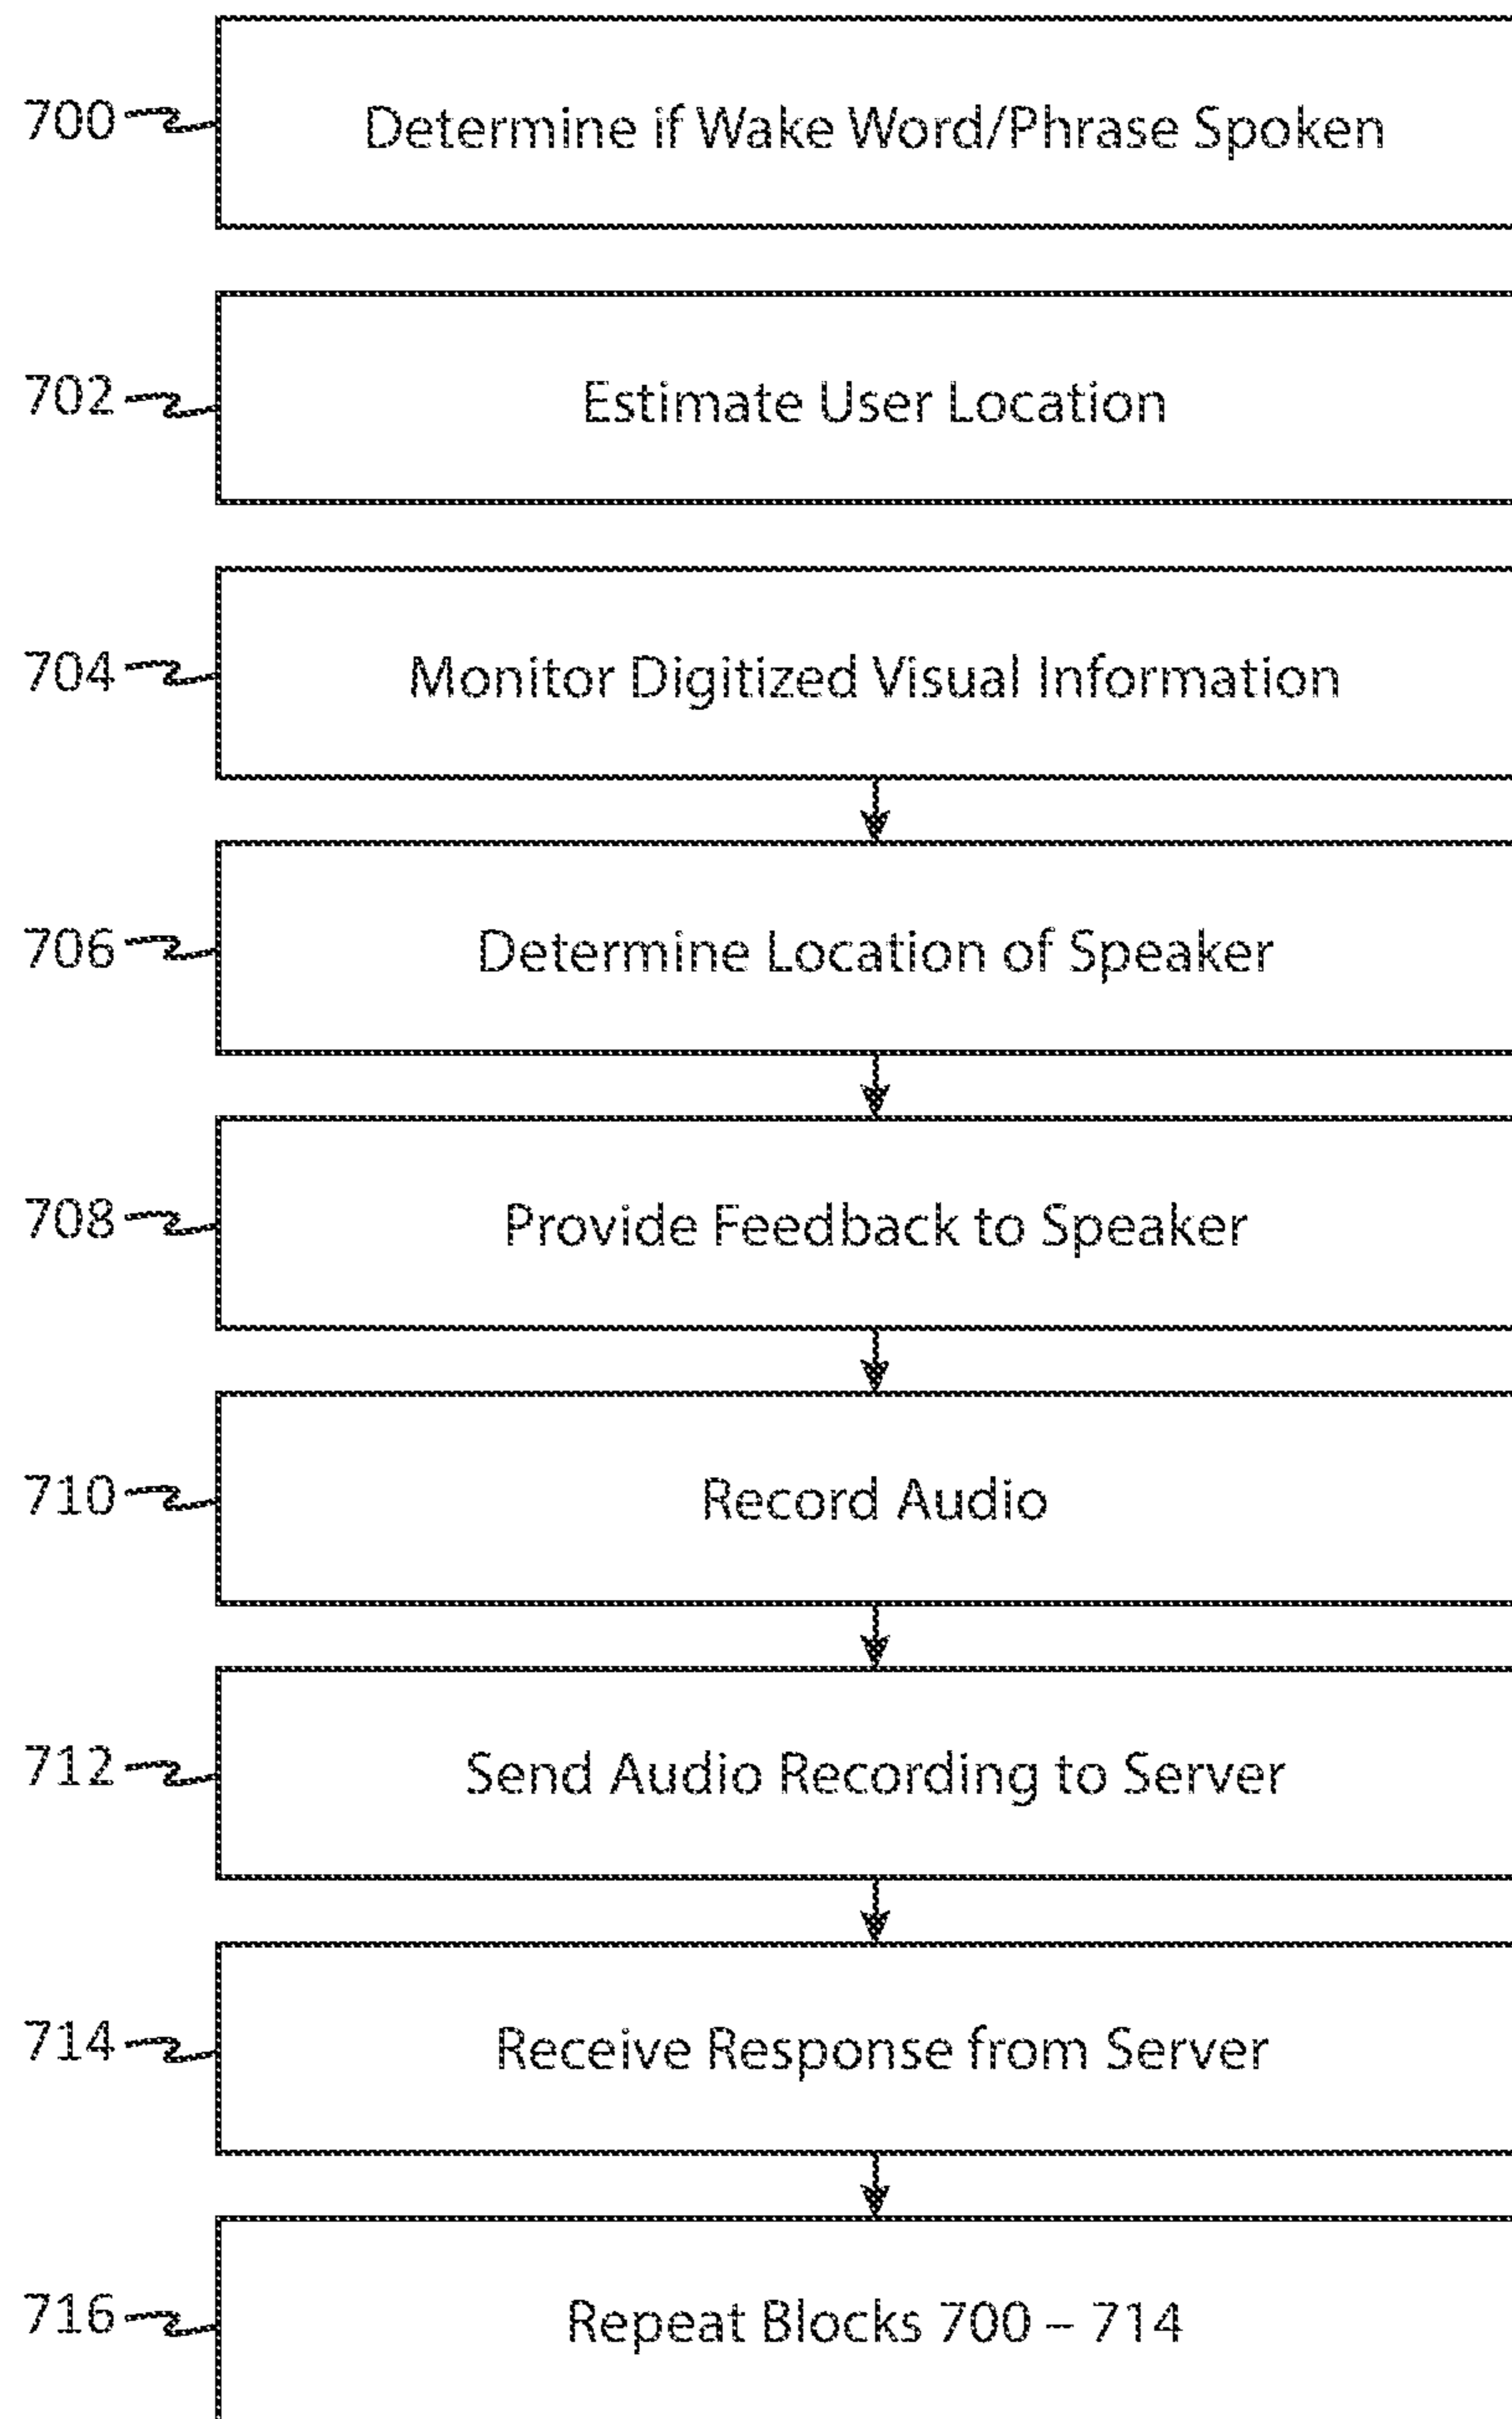 700 Determine if Wake Word/Phrase Spoken
702 Estimate User Location
704 Monitor Digitized Visual Information
706 Determine Location of Speaker
708 Provide Feedback to Speaker
710 Record Audio
712 Send Audio Recording to Server
714 Receive Response from Server
716 Repeat Blocks 700 – 714